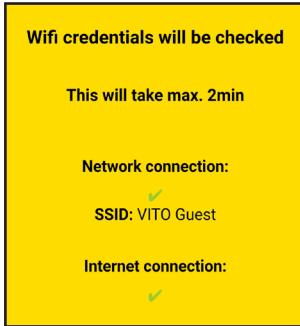 Wifi credentials will be checked
This will take max. 2min
Network connection:
✔
SSID: VITO Guest
Internet connection:
✔